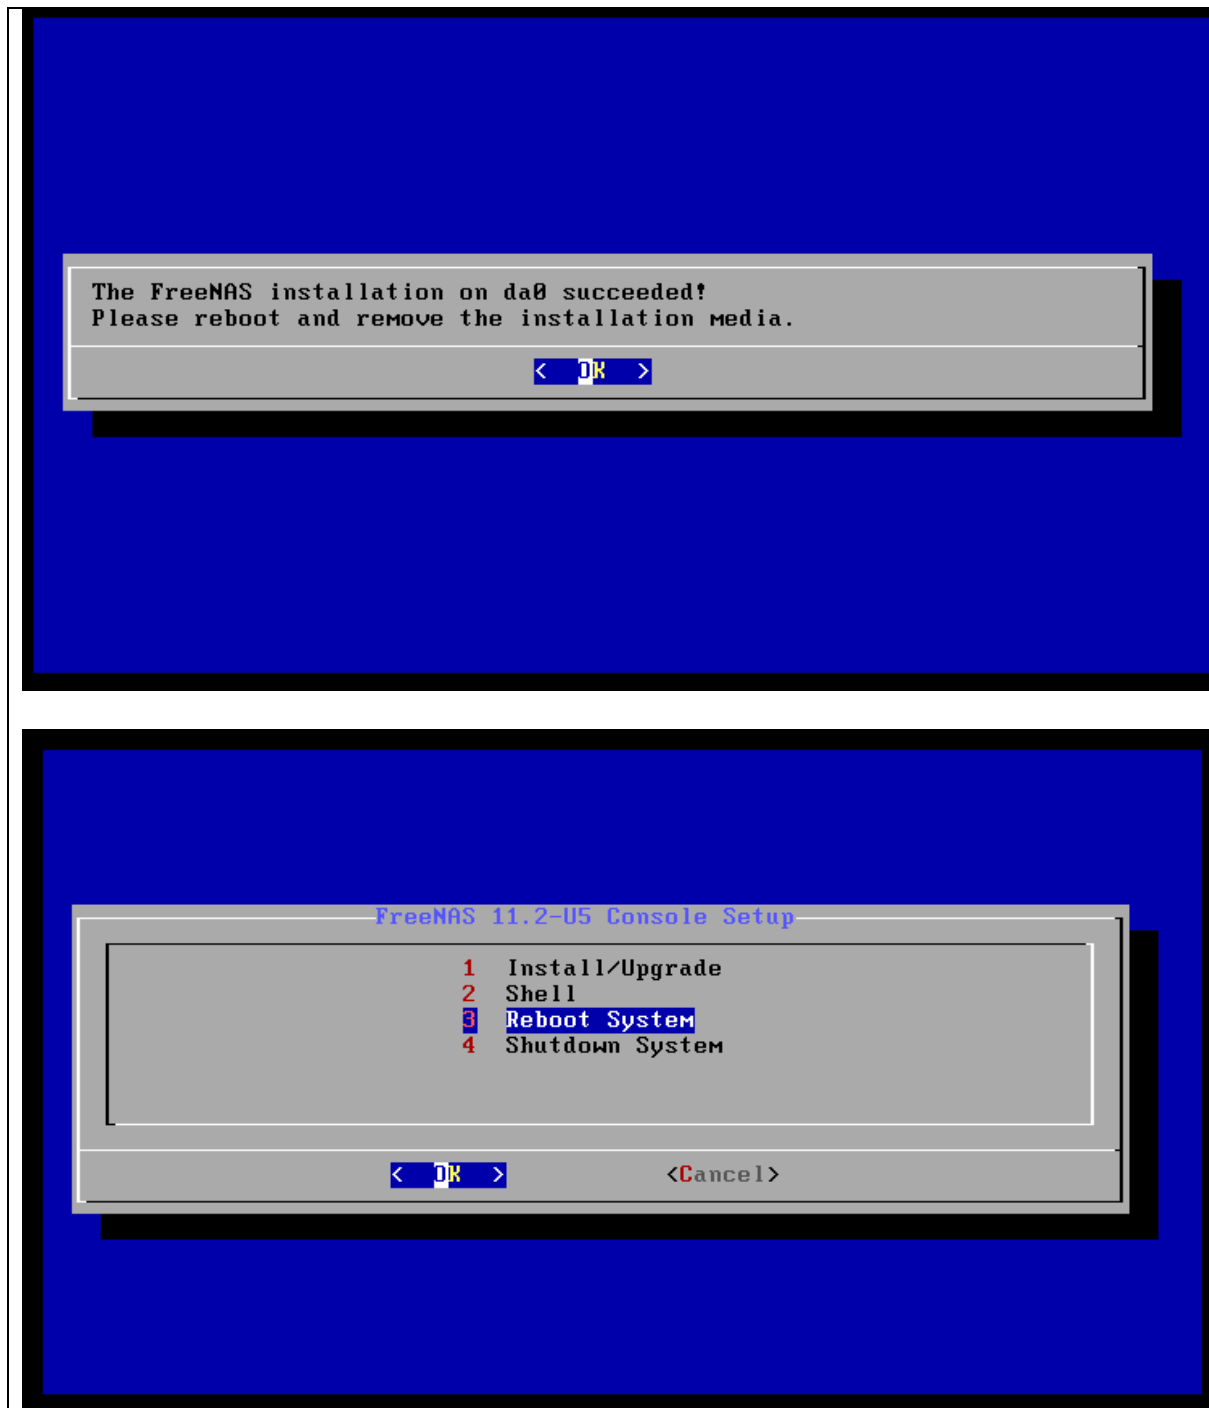 The FreeNAS installation on da0 succeeded!
Please reboot and remove the installation media.
< OK >
FreeNAS 11.2-U5 Console Setup
1 Install/Upgrade
2 Shell
3 Reboot System
4 Shutdown System
< OK > <Cancel>